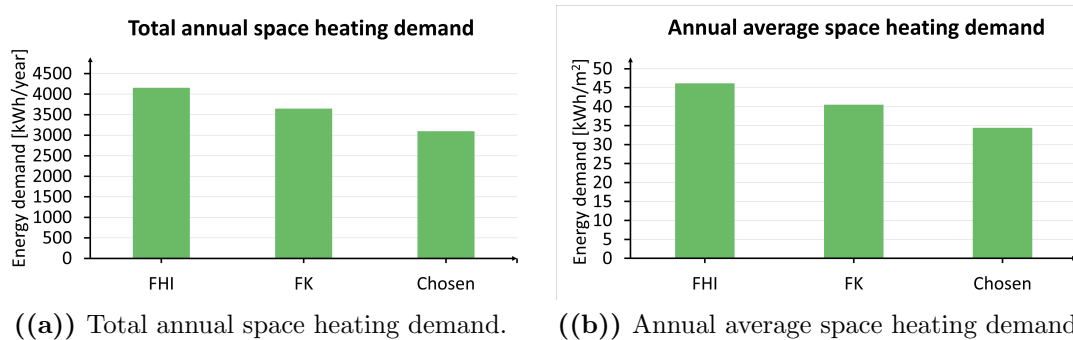 Total annual space heating demand
Energy demand [kWh/year]
4500
4000
3500
3000
2500
2000
1500
1000
500
0
FHI FK Chosen
((a)) Total annual space heating demand.
Annual average space heating demand
Energy demand [kWh/m²]
50
45
40
35
30
25
20
15
10
5
0
FHI FK Chosen
((b)) Annual average space heating demand